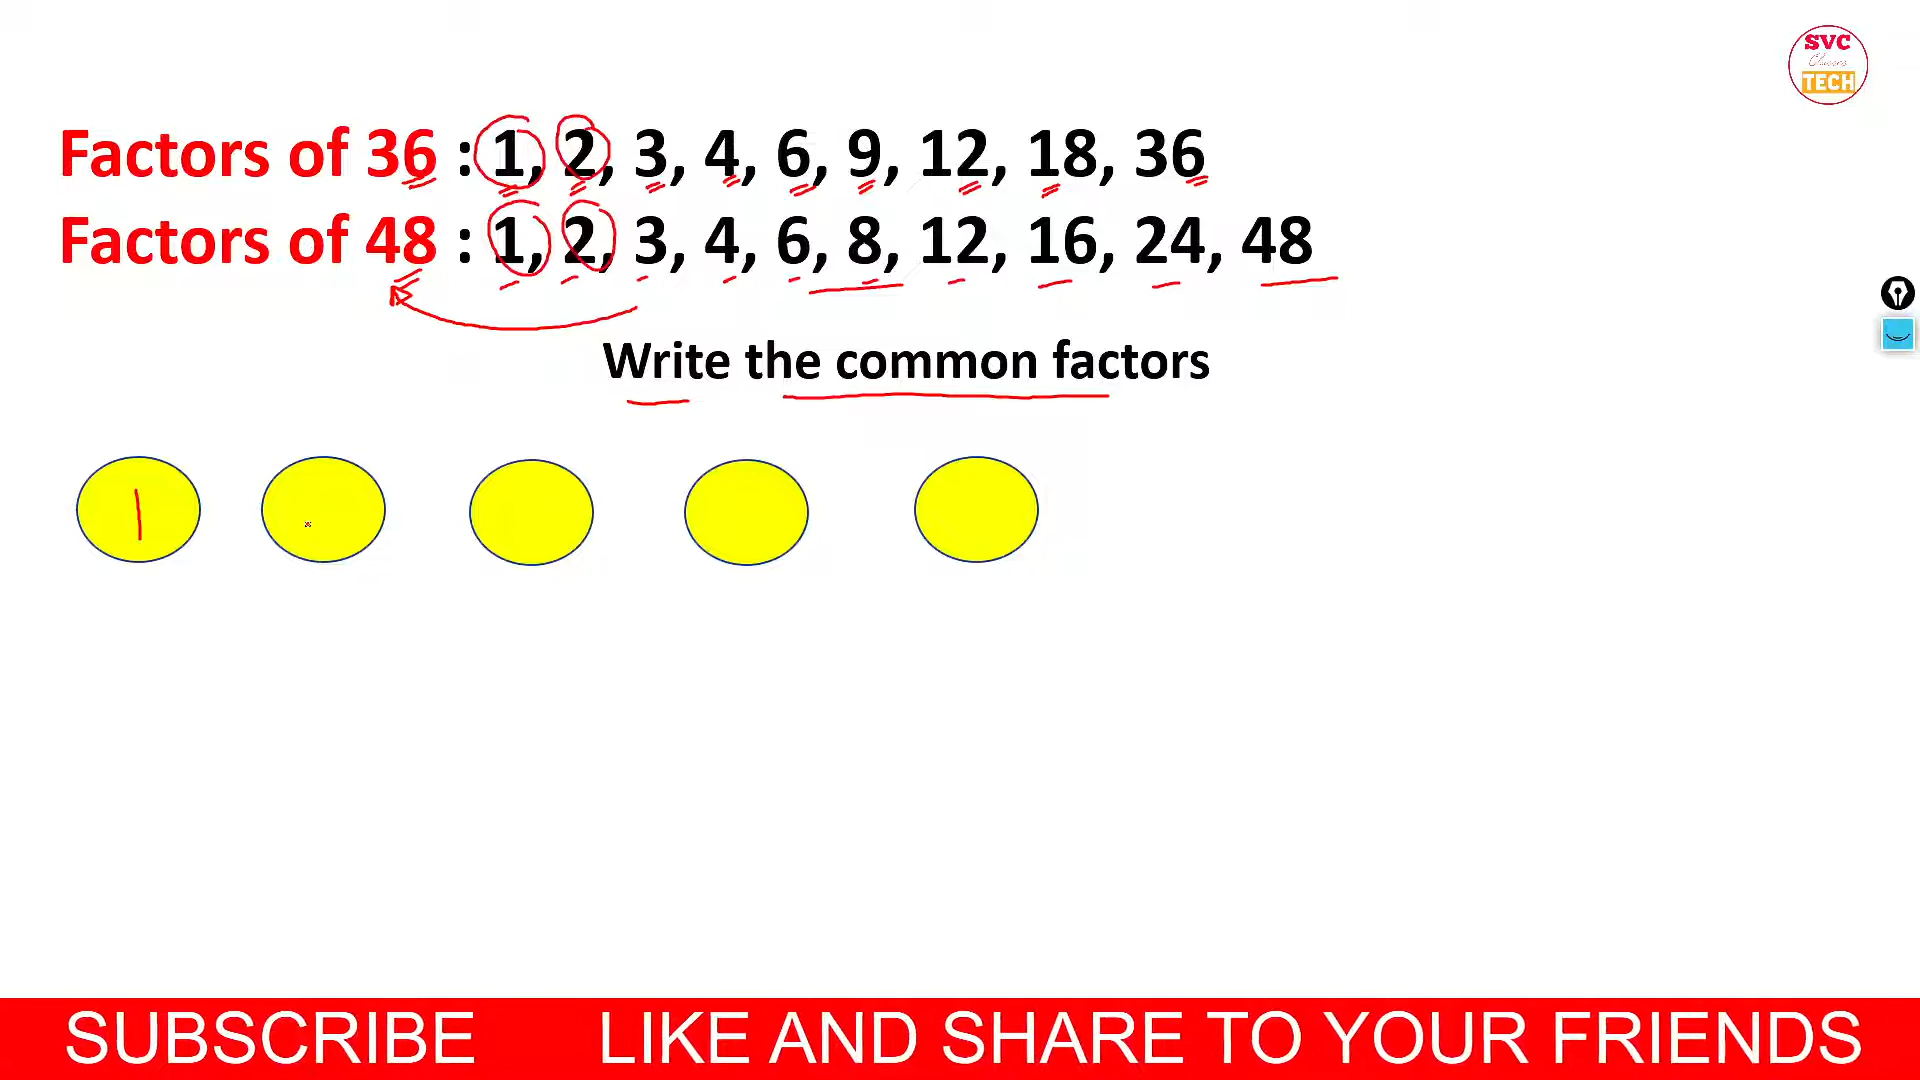 SVC
Classes
TECH
Factors of 36 : 1, 2, 3, 4, 6, 9, 12, 18, 36
Factors of 48 : 1, 2, 3, 4, 6, 8, 12, 16, 24, 48
Write the common factors
1
SUBSCRIBE LIKE AND SHARE TO YOUR FRIENDS